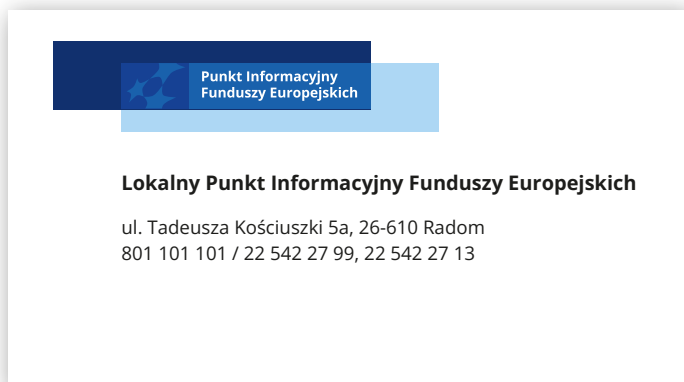 Punkt Informacyjny
Funduszy Europejskich
Lokalny Punkt Informacyjny Funduszy Europejskich
ul. Tadeusza Kościuszki 5a, 26-610 Radom
801 101 101 / 22 542 27 99, 22 542 27 13